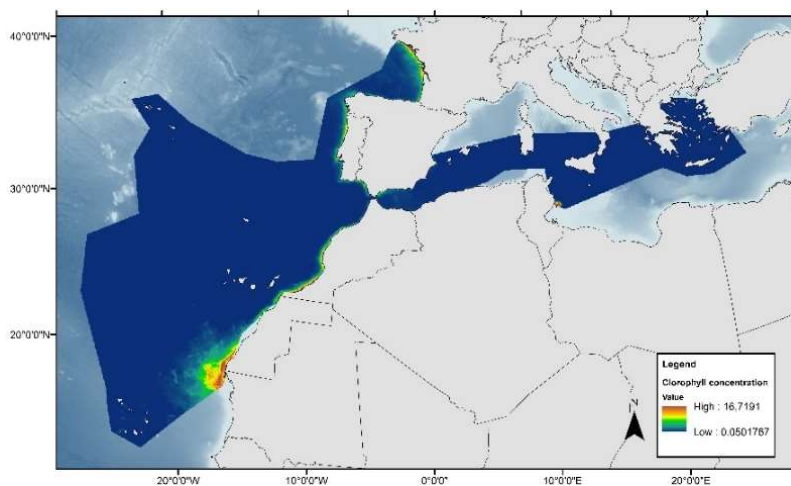 40°0'0"N
30°0'0"N
20°0'0"N
Legend
Clorophyll concentration
Value
High : 16,7191
Low : 0.0501767
N
20°0'0"W
10°0'0"W
0°0'0"E
10°0'0"E
20°0'0"E